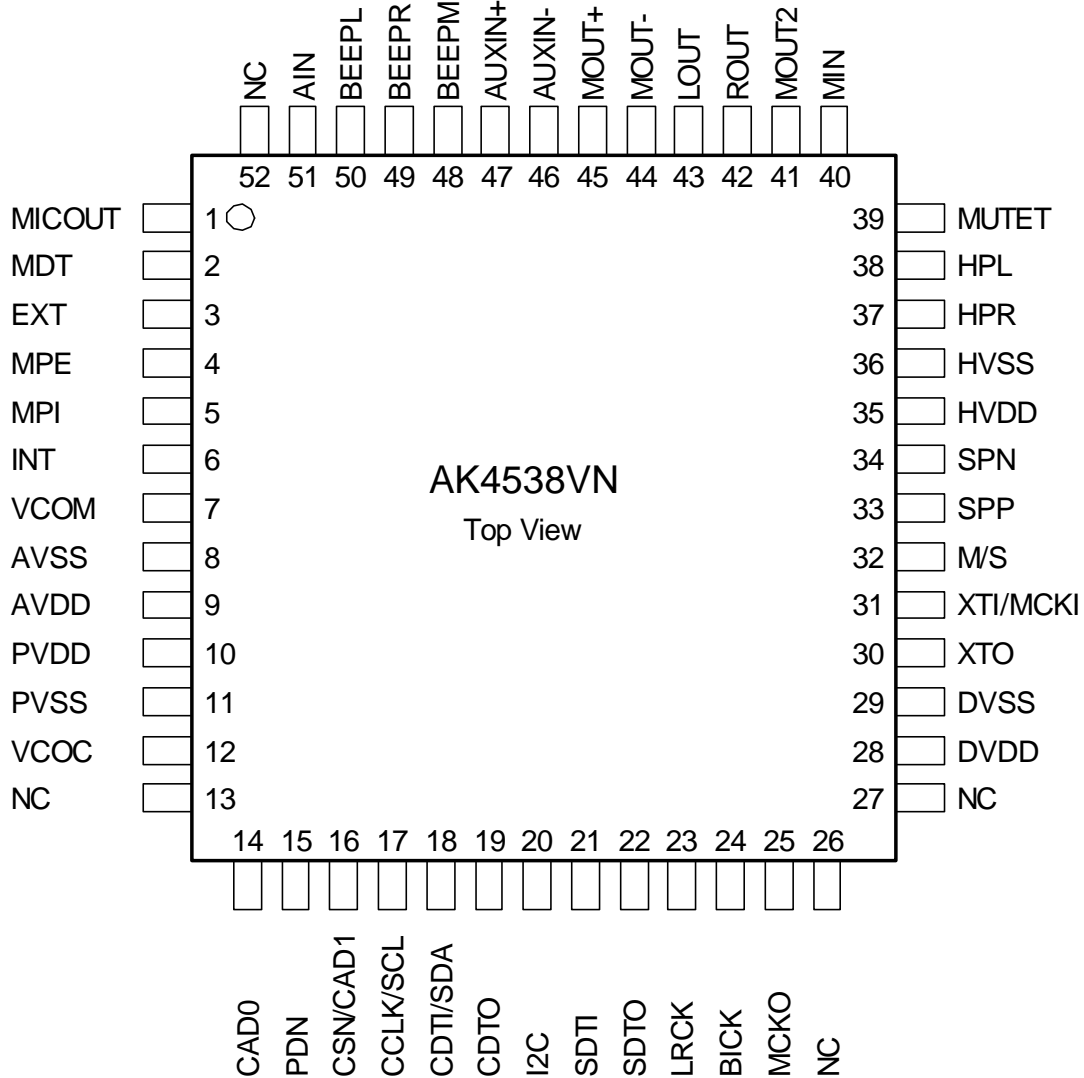 NC
AIN
BEEPL
BEEPR
BEEPM
AUXIN+
AUXIN-
MOUT+
MOUT-
LOUT
ROUT
MOUT2
MIN
52 51 50 49 48 47 46 45 44 43 42 41 40
MICOUT 1 39 MUTET
MDT 2 38 HPL
EXT 3 37 HPR
MPE 4 36 HVSS
MPI 5 35 HVDD
INT 6 34 SPN
AK4538VN
VCOM 7 33 SPP
Top View
AVSS 8 32 M/S
AVDD 9 31 XTI/MCKI
PVDD 10 30 XTO
PVSS 11 29 DVSS
VCOC 12 28 DVDD
NC 13 27 NC
14 15 16 17 18 19 20 21 22 23 24 25 26
CAD0
PDN
CSN/CAD1
CCLK/SCL
CDTI/SDA
CDTO
I2C
SDTI
SDTO
LRCK
BICK
MCKO
NC